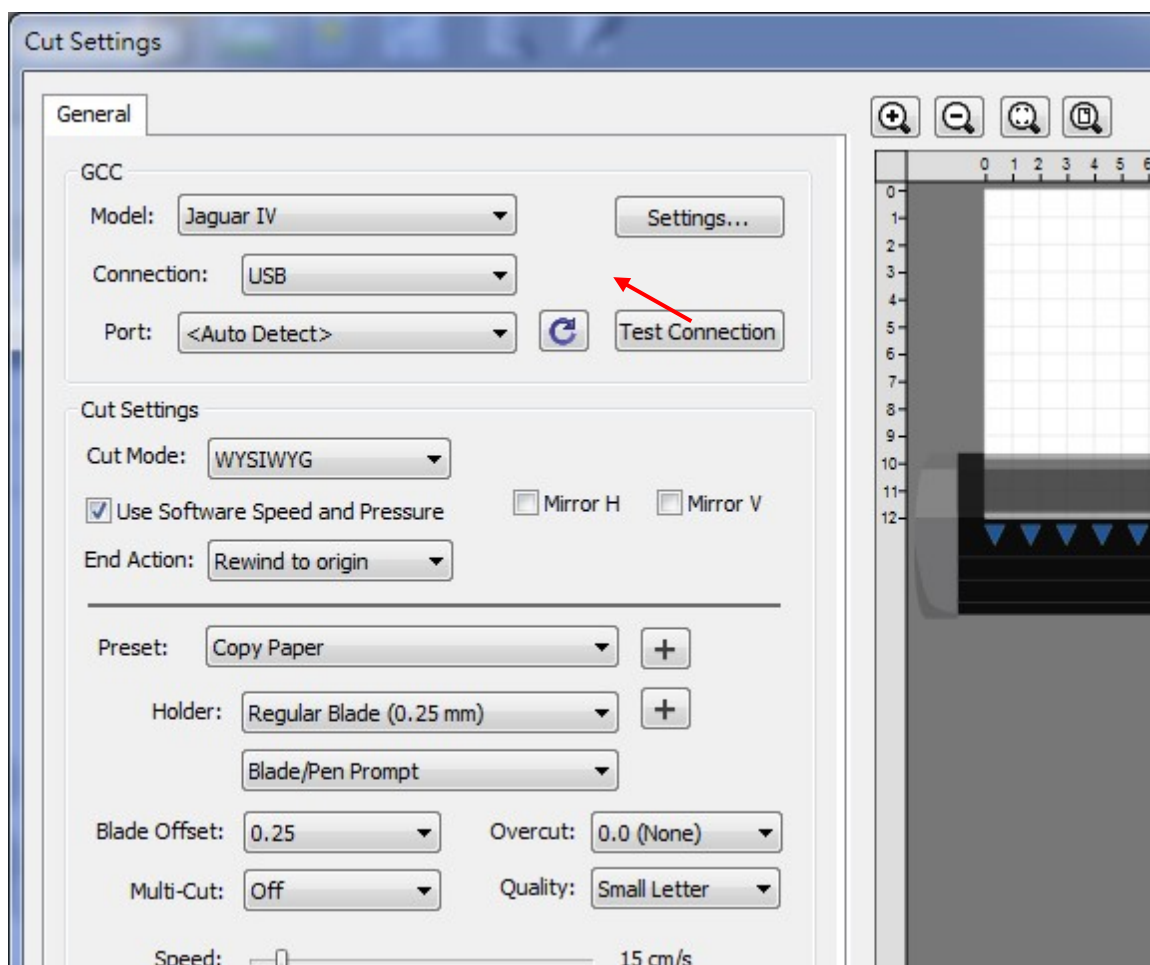 Cut Settings
General
GCC
Model: Jaguar IV Settings...
Connection: USB
Port: <Auto Detect> Test Connection
Cut Settings
Cut Mode: WYSIWYG
Use Software Speed and Pressure Mirror H Mirror V
End Action: Rewind to origin
Preset: Copy Paper +
Holder: Regular Blade (0.25 mm) +
Blade/Pen Prompt
Blade Offset: 0.25 Overcut: 0.0 (None)
Multi-Cut: Off Quality: Small Letter
Speed: 15 cm/s
0 1 2 3 4 5 6
0
1
2
3
4
5
6
7
8
9
10
11
12